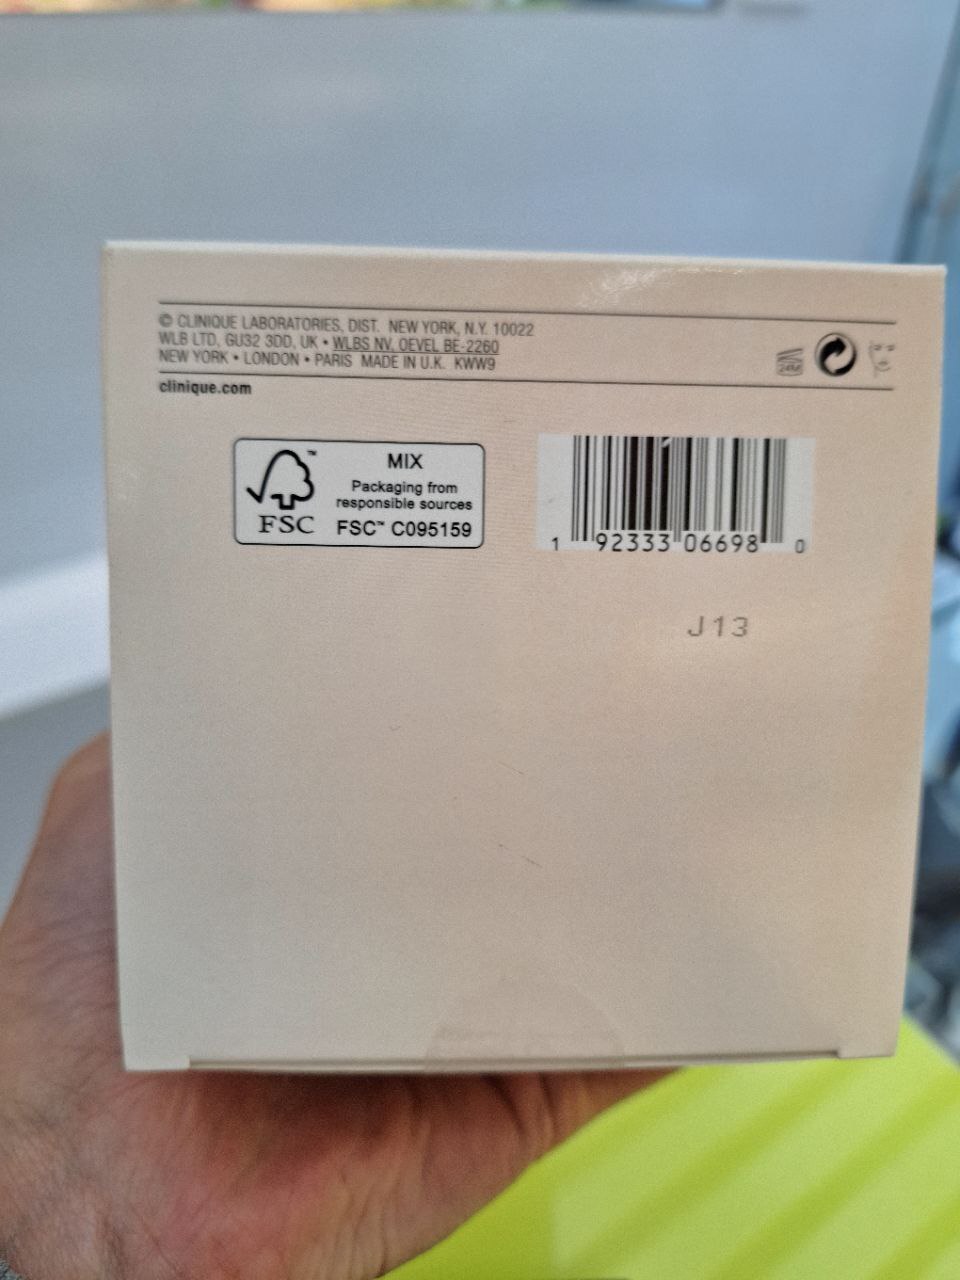 © CLINIQUE LABORATORIES, DIST. NEW YORK, N.Y. 10022
WLB LTD, GU32 3DD, UK • WLBS NV, OEVEL BE-2260
NEW YORK • LONDON • PARIS MADE IN U.K. KWW9
24M
clinique.com
FSC
™
MIX
Packaging from
responsible sources
FSC™ C095159
1 92333 06698 0
J13